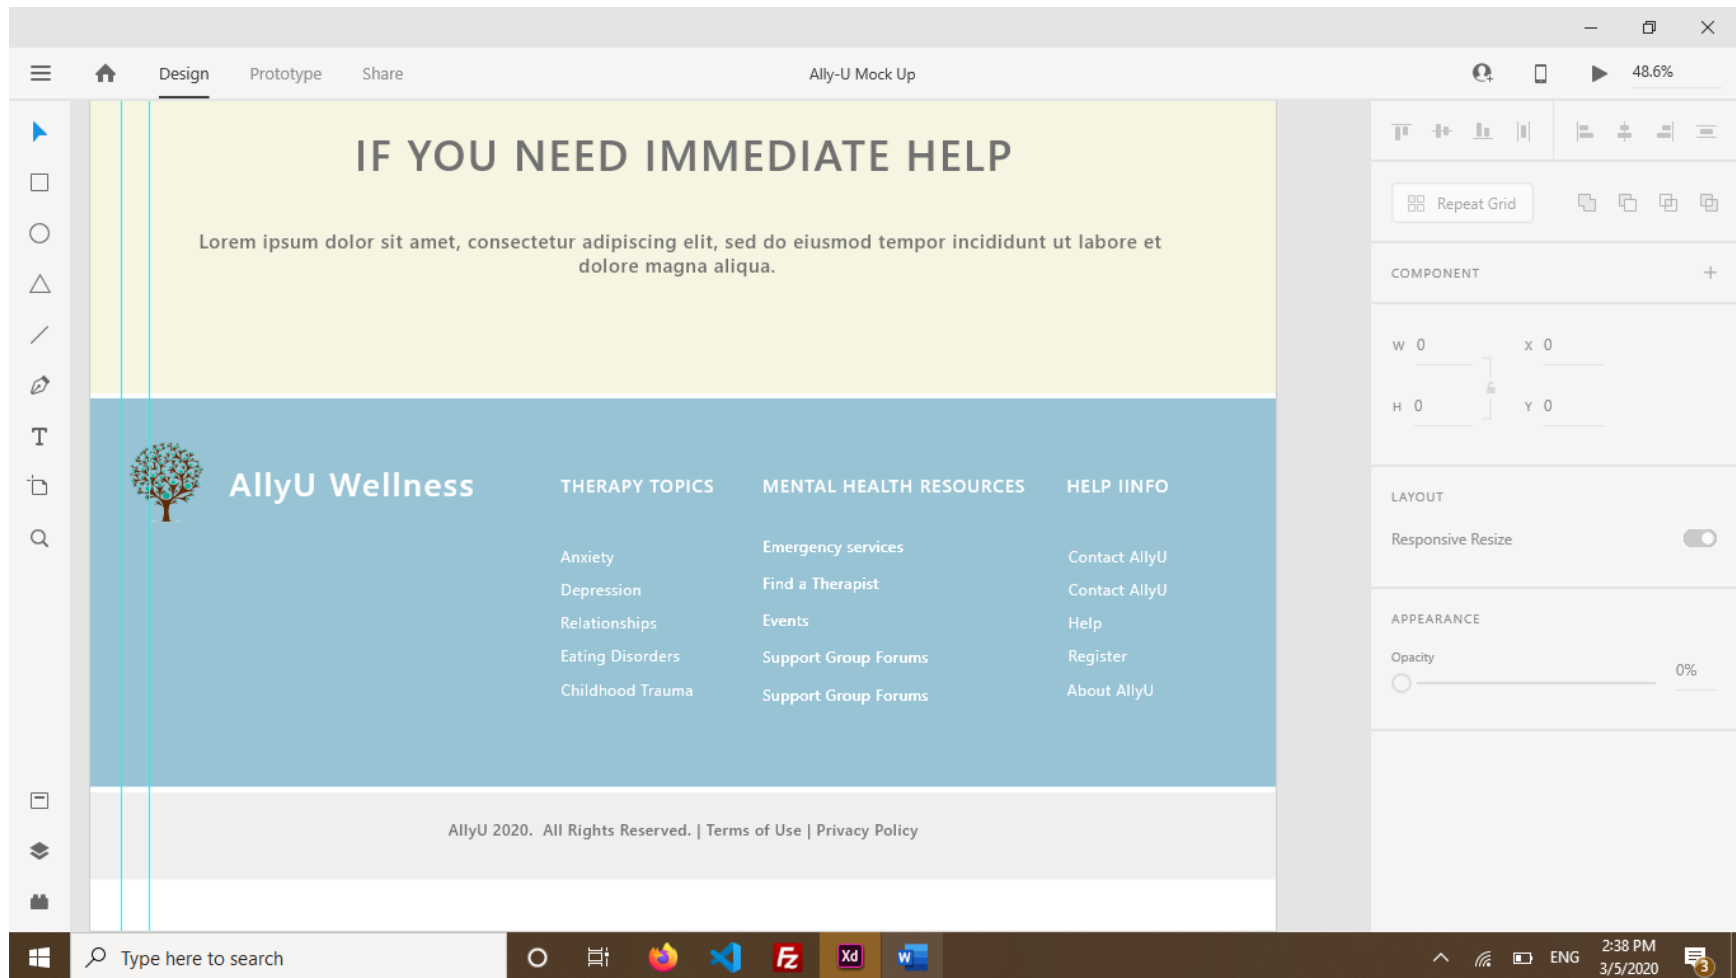 Design Prototype Share
Ally-U Mock Up
48.6%
IF YOU NEED IMMEDIATE HELP
Lorem ipsum dolor sit amet, consectetur adipiscing elit, sed do eiusmod tempor incididunt ut labore et
dolore magna aliqua.
AllyU Wellness
THERAPY TOPICS
Anxiety
Depression
Relationships
Eating Disorders
Childhood Trauma
MENTAL HEALTH RESOURCES
Emergency services
Find a Therapist
Events
Support Group Forums
Support Group Forums
HELP IINFO
Contact AllyU
Contact AllyU
Help
Register
About AllyU
AllyU 2020.  All Rights Reserved. | Terms of Use | Privacy Policy
Repeat Grid
COMPONENT
W 0 X 0
H 0 Y 0
LAYOUT
Responsive Resize
APPEARANCE
Opacity
0%
Type here to search
Fz
Xd
W
ENG
2:38 PM
3/5/2020
3